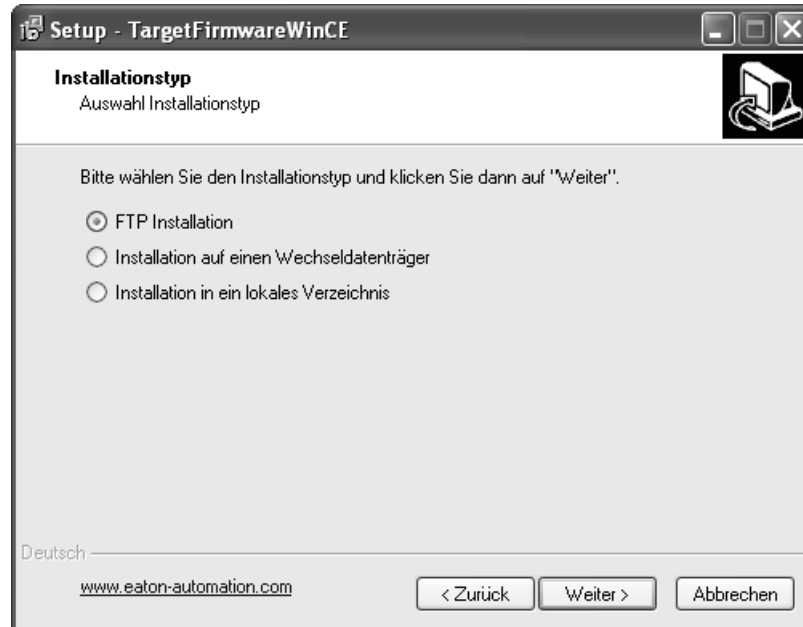 Setup - TargetFirmwareWinCE
Installationstyp
Auswahl Installationstyp
Bitte wählen Sie den Installationstyp und klicken Sie dann auf "Weiter".
FTP Installation
Installation auf einen Wechseldatenträger
Installation in ein lokales Verzeichnis
Deutsch
www.eaton-automation.com
< Zurück Weiter > Abbrechen